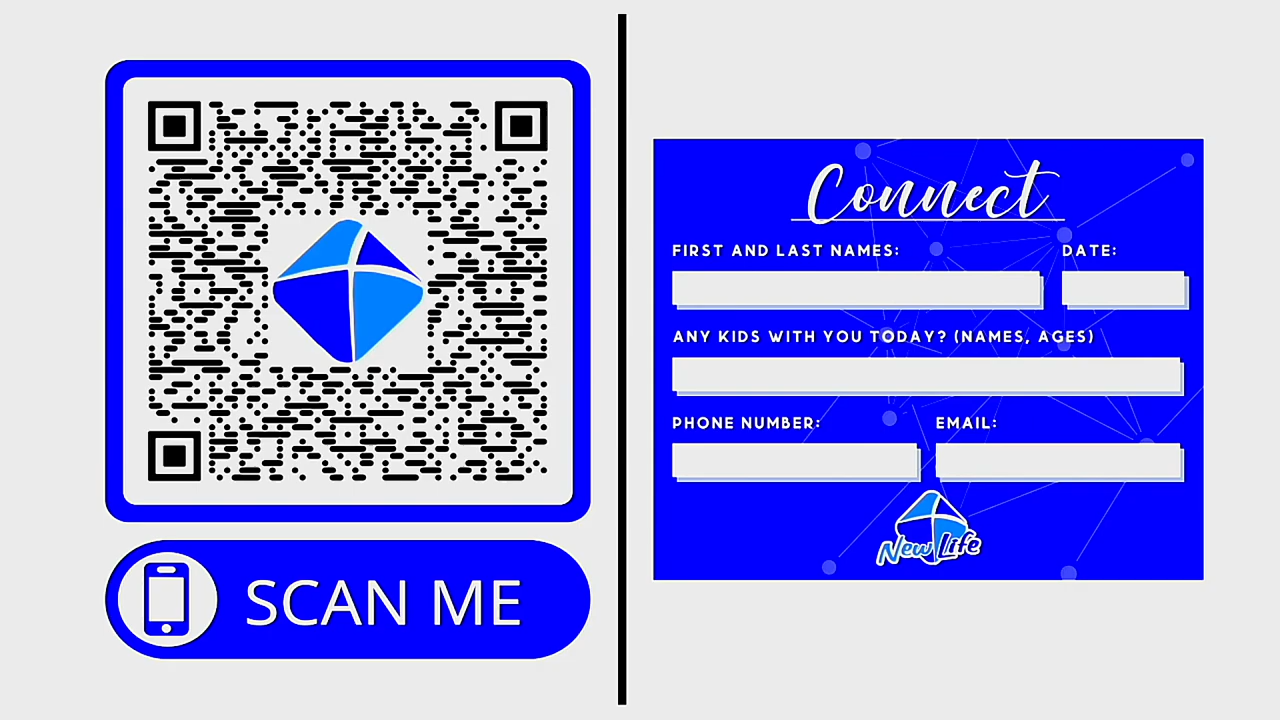 SCAN ME
Connect
FIRST AND LAST NAMES: DATE:
ANY KIDS WITH YOU TODAY? (NAMES, AGES)
PHONE NUMBER: EMAIL:
New Life